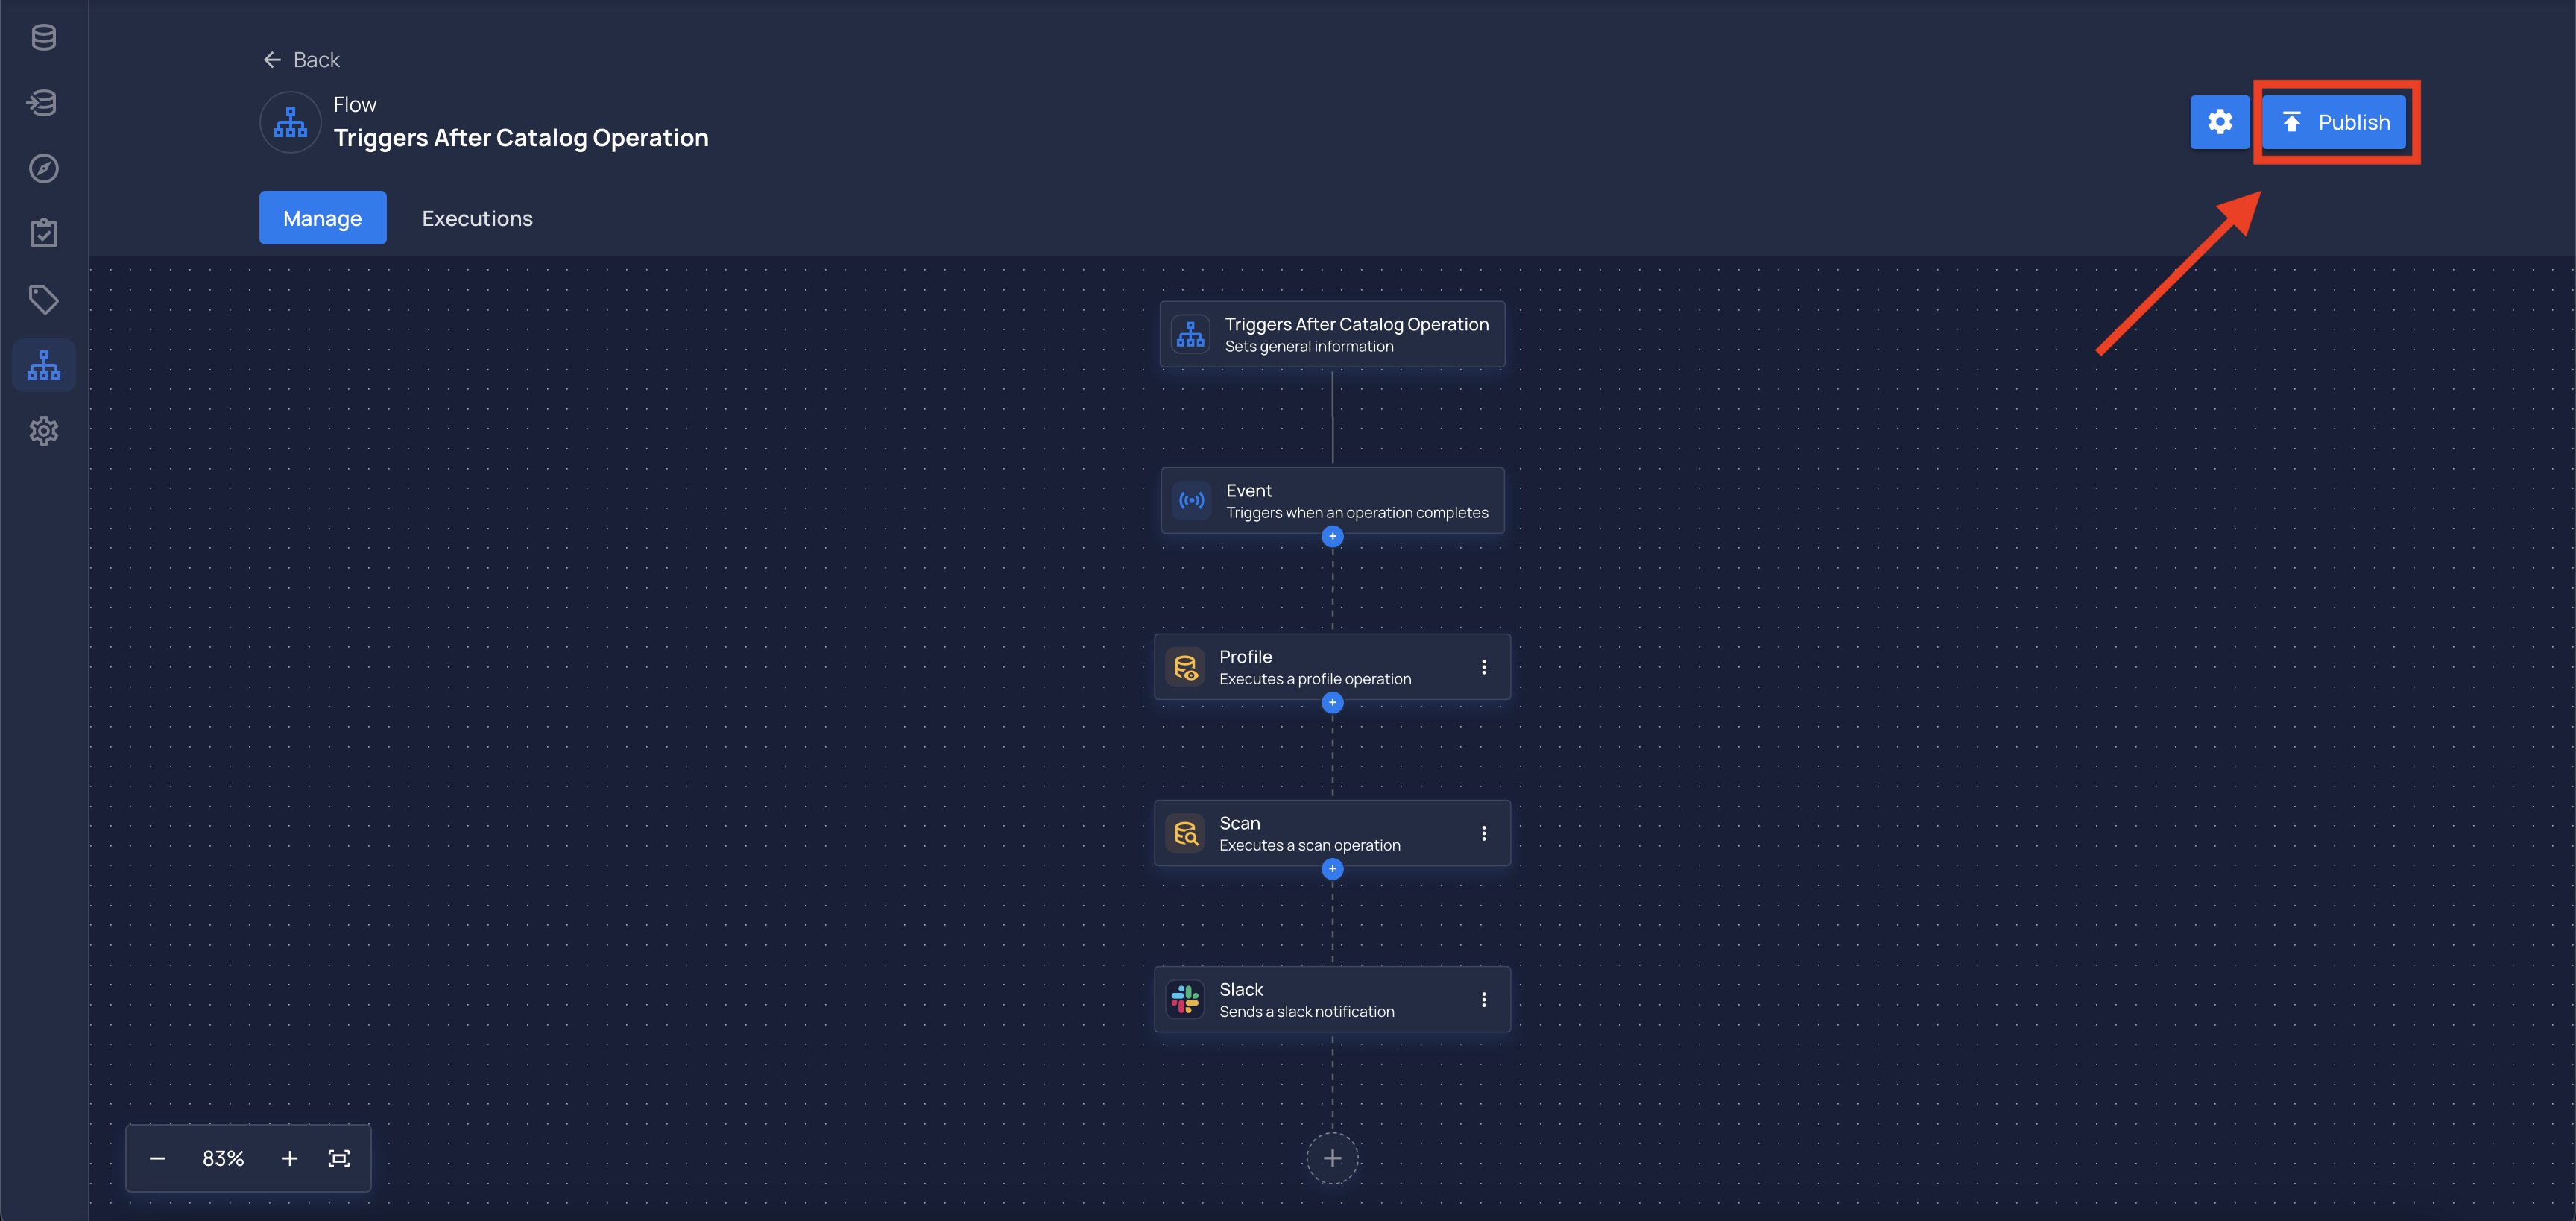 Back
Flow
Triggers After Catalog Operation
Publish
Manage
Executions
Triggers After Catalog Operation
Sets general information
Event
Triggers when an operation completes
Profile
Executes a profile operation
Scan
Executes a scan operation
Slack
Sends a slack notification
83%